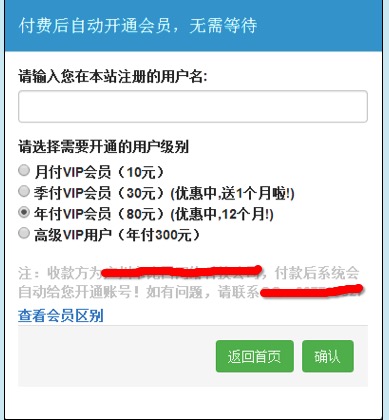 付费后自动开通会员，无需等待
请输入您在本站注册的用户名:
请选择需要开通的用户级别
月付VIP会员（10元）
季付VIP会员（30元）(优惠中,送1个月啦!)
年付VIP会员（80元）(优惠中,12个月!)
高级VIP用户（年付300元）
注：收款方为 ，付款后系统会
自动给您开通账号！如有问题，请联系
查看会员区别
返回首页 确认